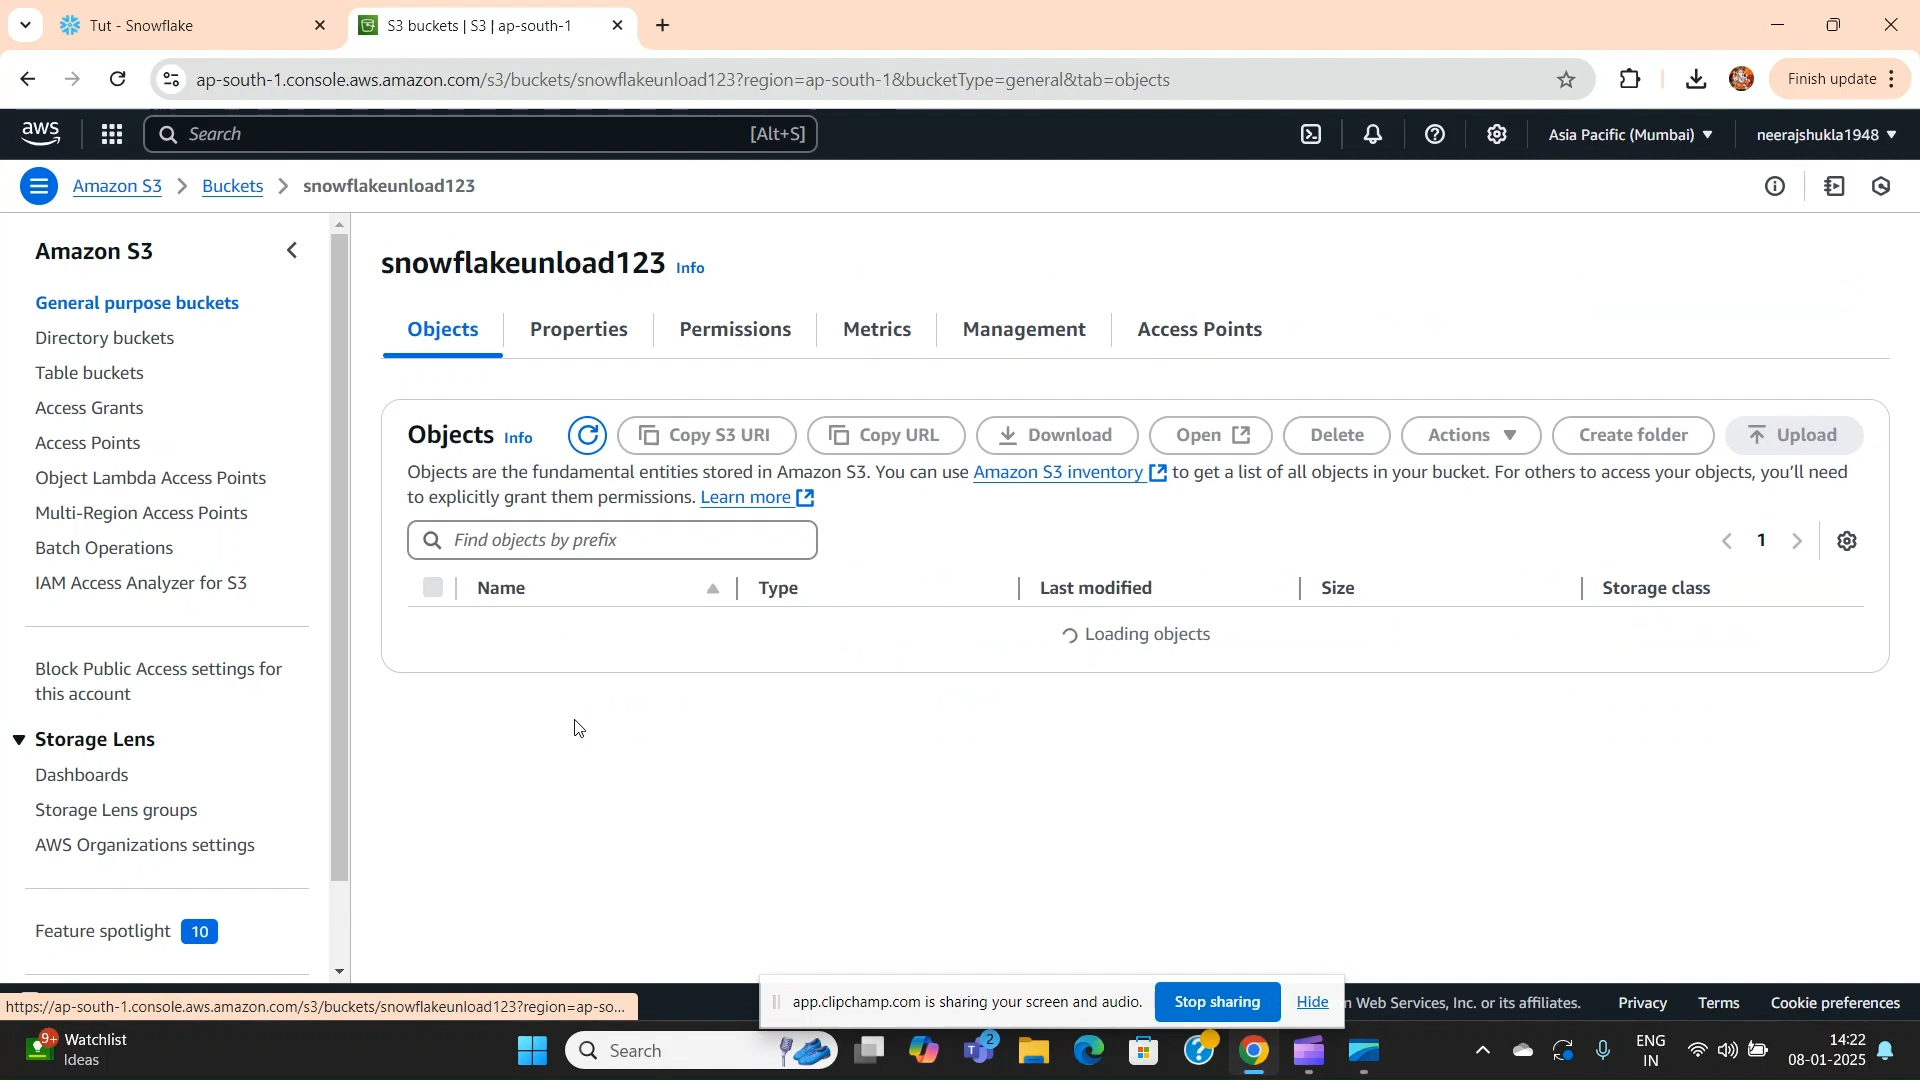 Tut - Snowflake
S3 buckets | S3 | ap-south-1
ap-south-1.console.aws.amazon.com/s3/buckets/snowflakeunload123?region=ap-south-1&bucketType=general&tab=objects
Finish update
aws
Search
[Alt+S]
Asia Pacific (Mumbai)
neerajshukla1948
Amazon S3
Buckets
snowflakeunload123
Amazon S3
General purpose buckets
Directory buckets
Table buckets
Access Grants
Access Points
Object Lambda Access Points
Multi-Region Access Points
Batch Operations
IAM Access Analyzer for S3
Block Public Access settings for
this account
Storage Lens
Dashboards
Storage Lens groups
AWS Organizations settings
Feature spotlight 10
snowflakeunload123 Info
Objects
Properties
Permissions
Metrics
Management
Access Points
Objects Info
Copy S3 URI
Copy URL
Download
Open
Delete
Actions
Create folder
Upload
Objects are the fundamental entities stored in Amazon S3. You can use Amazon S3 inventory to get a list of all objects in your bucket. For others to access your objects, you'll need
to explicitly grant them permissions. Learn more
Find objects by prefix
1
Name
Type
Last modified
Size
Storage class
Loading objects
https://ap-south-1.console.aws.amazon.com/s3/buckets/snowflakeunload123?region=ap-so...
app.clipchamp.com is sharing your screen and audio.
Stop sharing
Hide
n Web Services, Inc. or its affiliates.
Privacy
Terms
Cookie preferences
9+
Watchlist
Ideas
Search
2
ENG
IN
14:22
08-01-2025